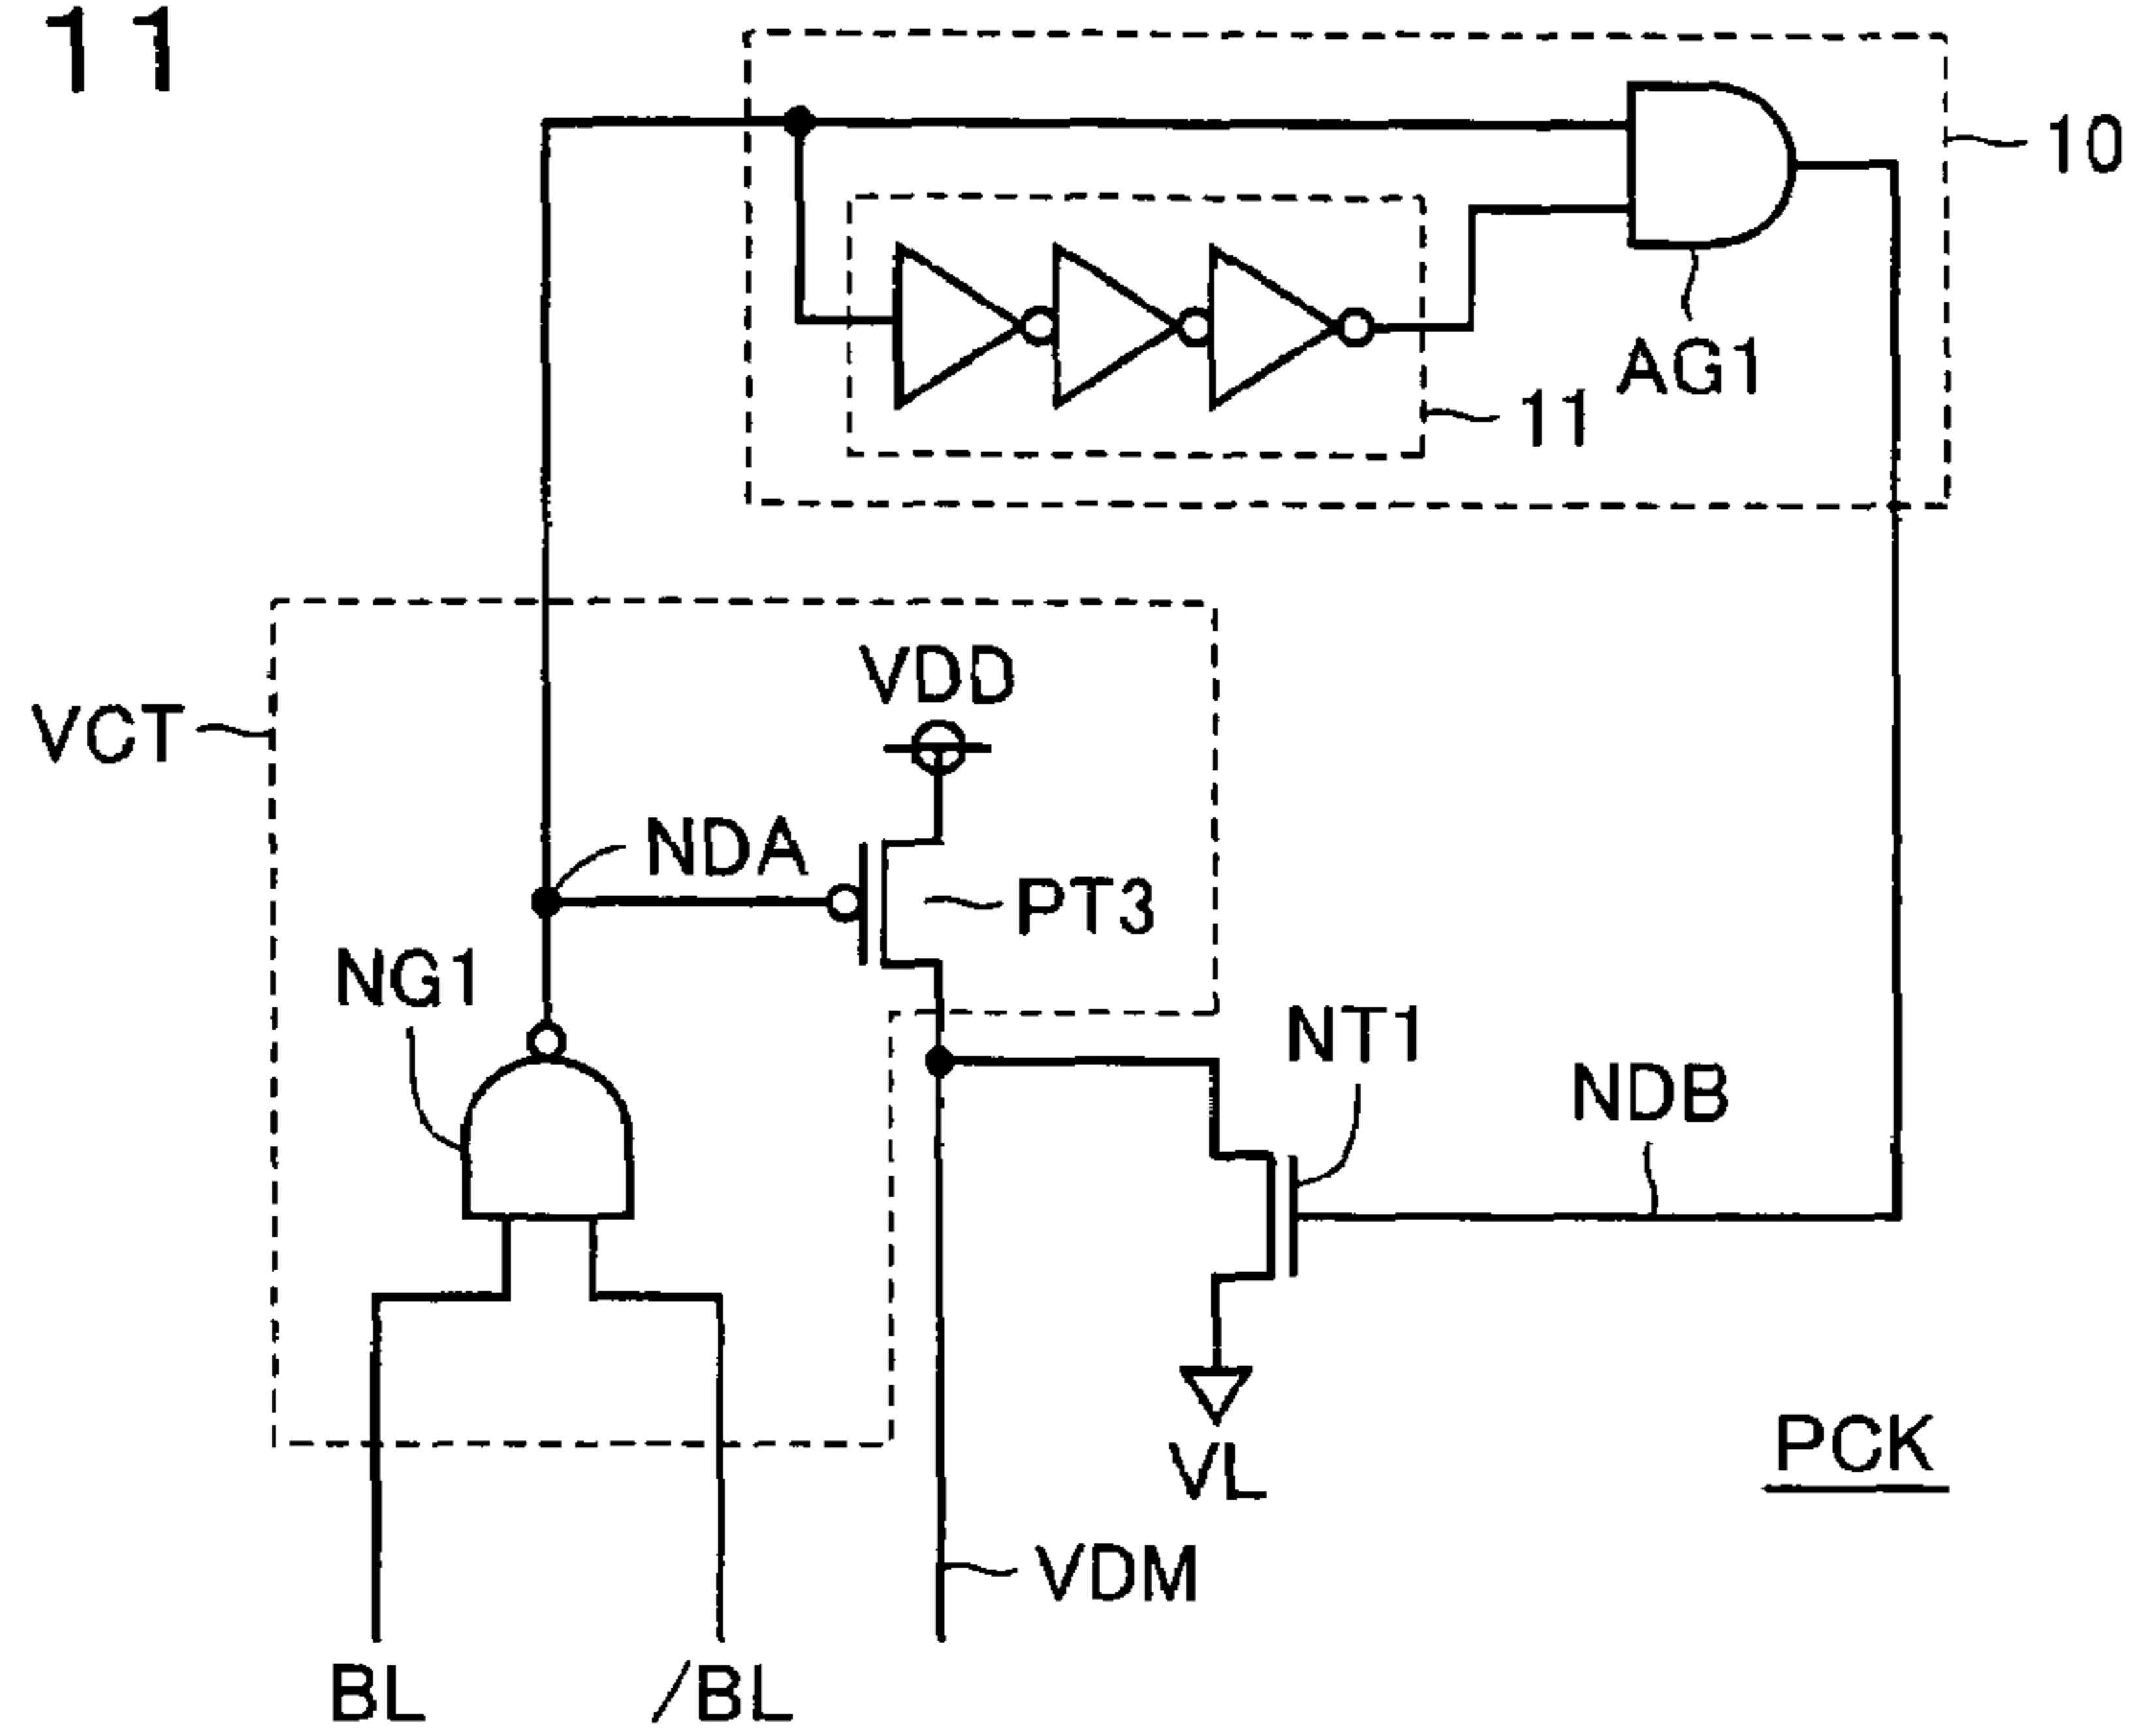 11
10
AG1
11
VDD
VCT
NDA
PT3
NG1
NT1
NDB
VL
PCK
VDM
BL
/BL